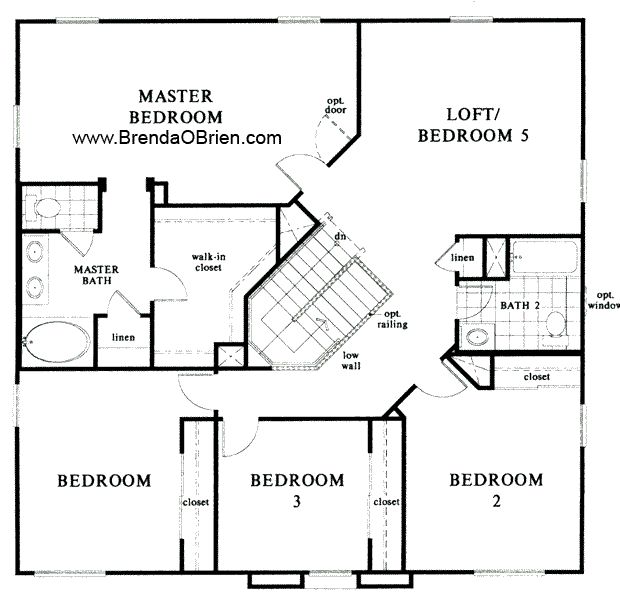 MASTER
BEDROOM
www.BrendaOBrien.com
opt.
door
LOFT/
BEDROOM 5
dn
walk-in
closet
MASTER
BATH
linen
linen
BATH 2
opt.
window
opt.
railing
low
wall
closet
BEDROOM
closet
BEDROOM
3
closet
BEDROOM
2